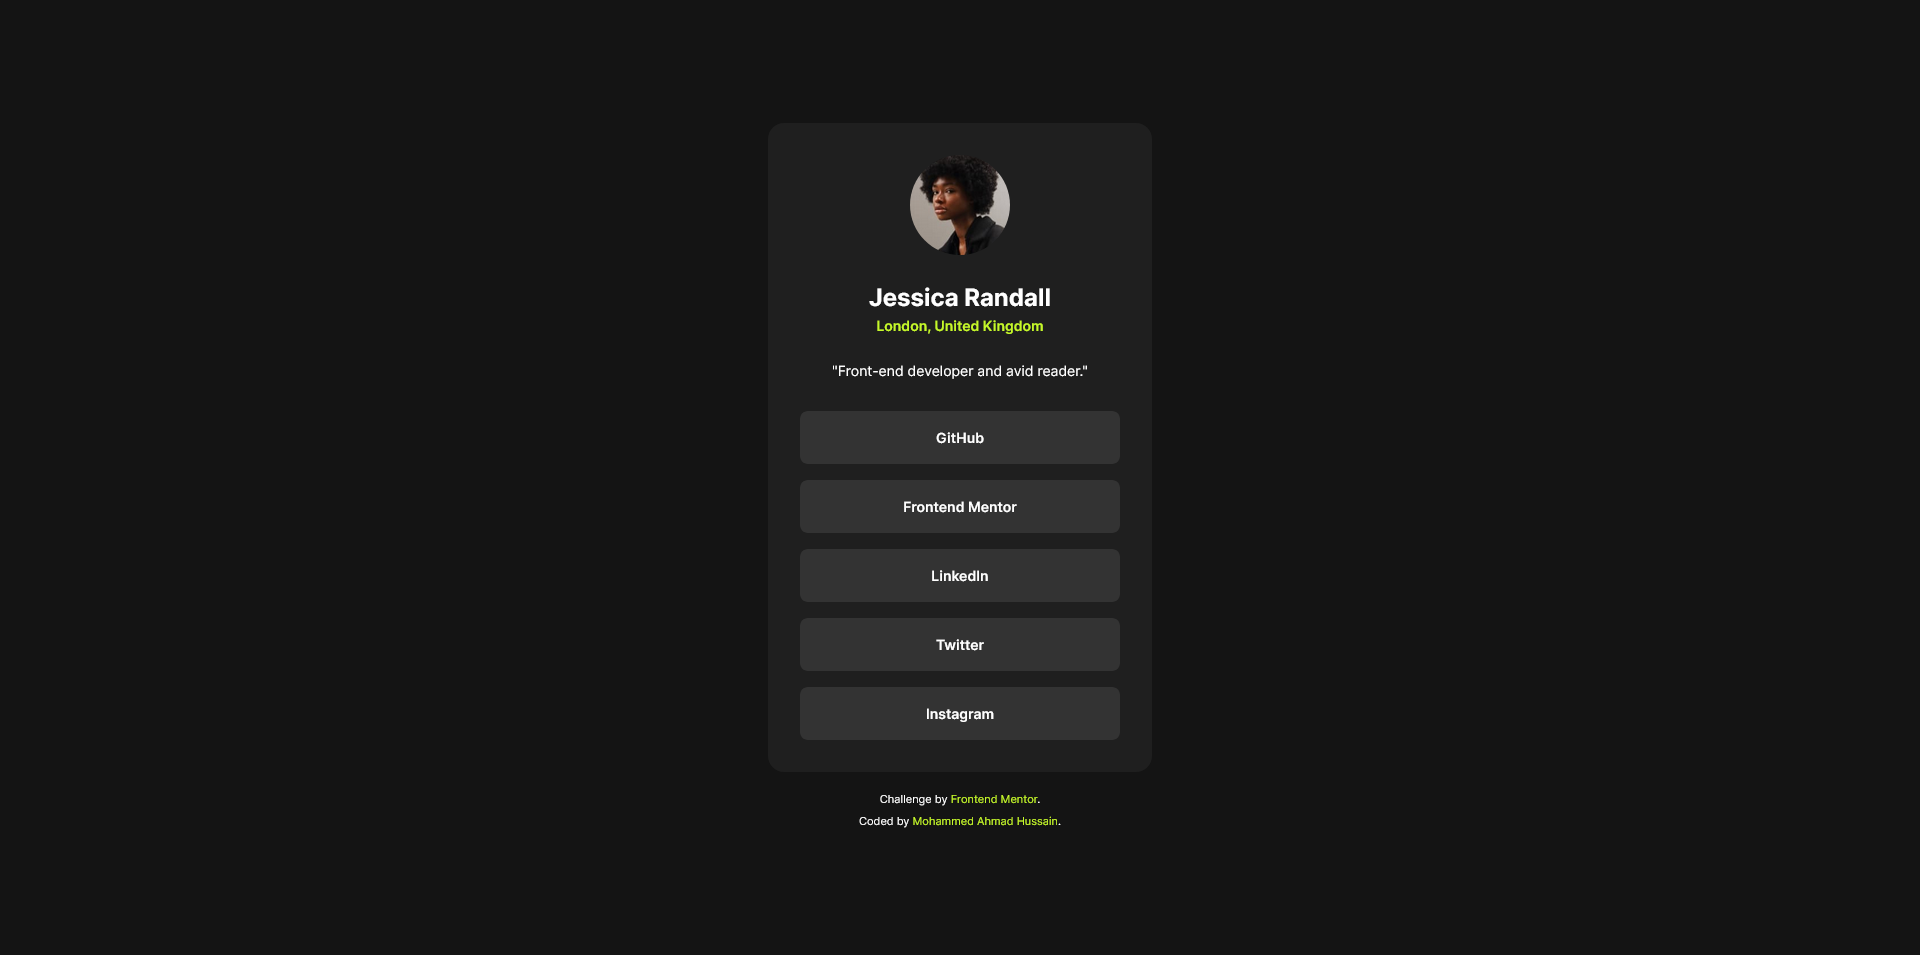 Jessica Randall
London, United Kingdom
"Front-end developer and avid reader."
GitHub
Frontend Mentor
LinkedIn
Twitter
Instagram
Challenge by Frontend Mentor.
Coded by Mohammed Ahmad Hussain.